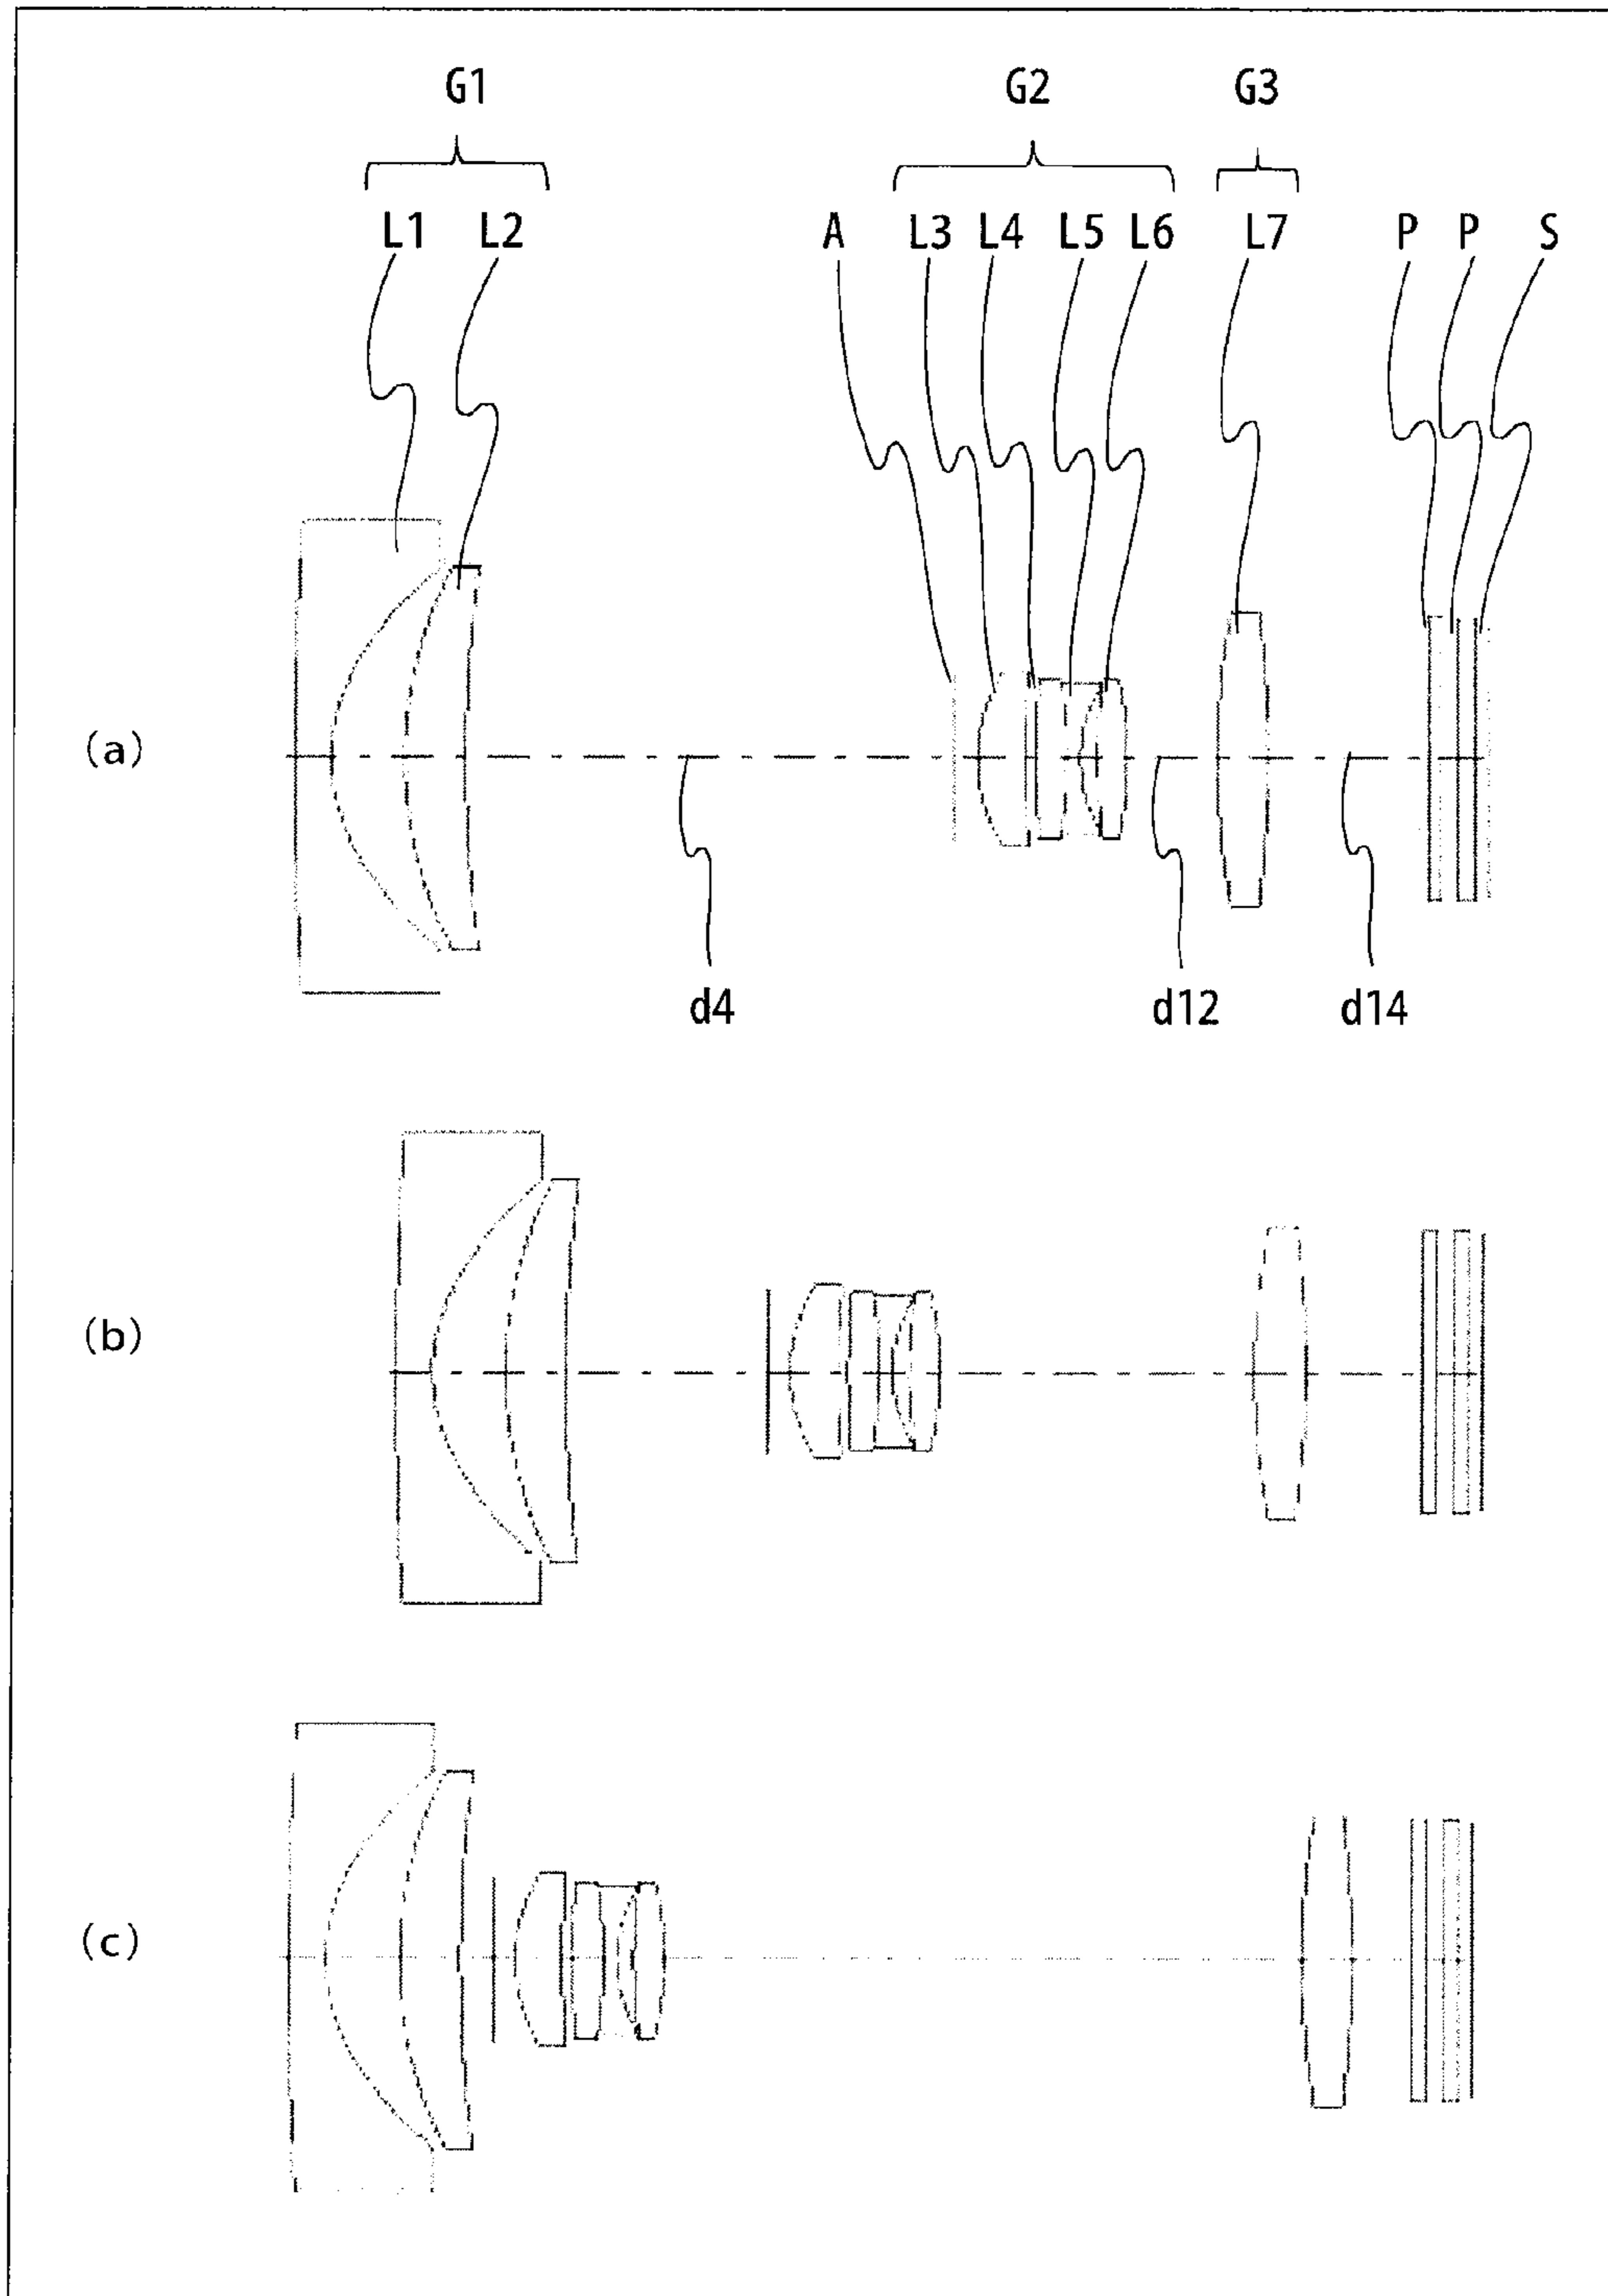 G1 G2 G3
L1 L2 A L3 L4 L5 L6 L7 P P S
(a)
d4 d12 d14
(b)
(c)